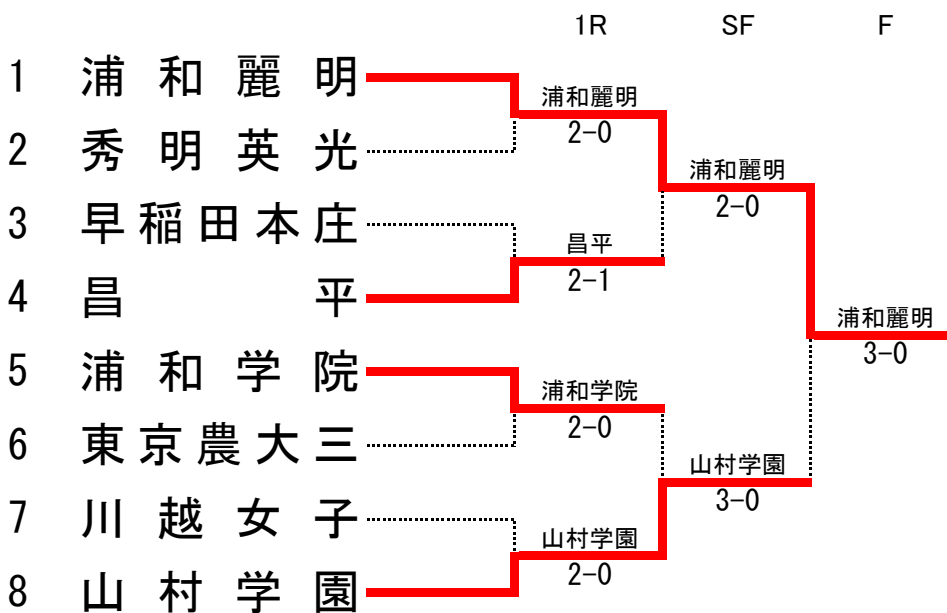 1R SF F
1 浦和麗明
2 秀明英光
3 早稲田本庄
4 昌平
5 浦和学院
6 東京農大三
7 川越女子
8 山村学園
浦和麗明
2-0
昌平
2-1
浦和学院
2-0
山村学園
2-0
浦和麗明
2-0
山村学園
3-0
浦和麗明
3-0